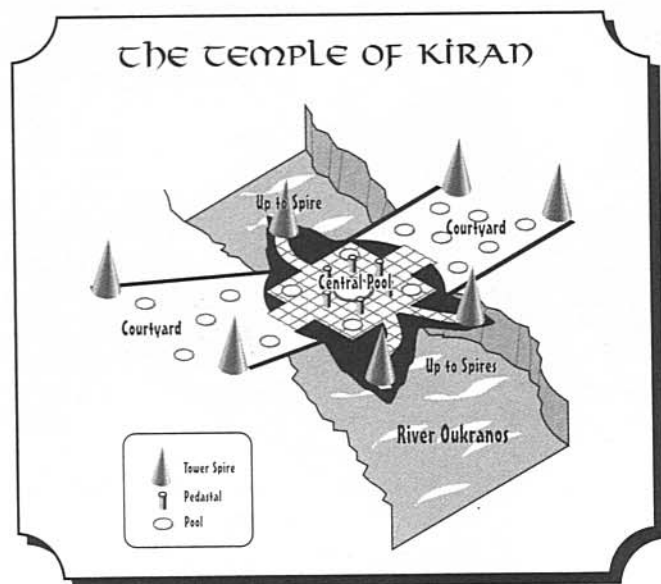 THE TEMPLE OF KIRAN
Up to Spire
Courtyard
Central Pool
Courtyard
Up to Spires
River Oukranos
Tower Spire
Pedastal
Pool